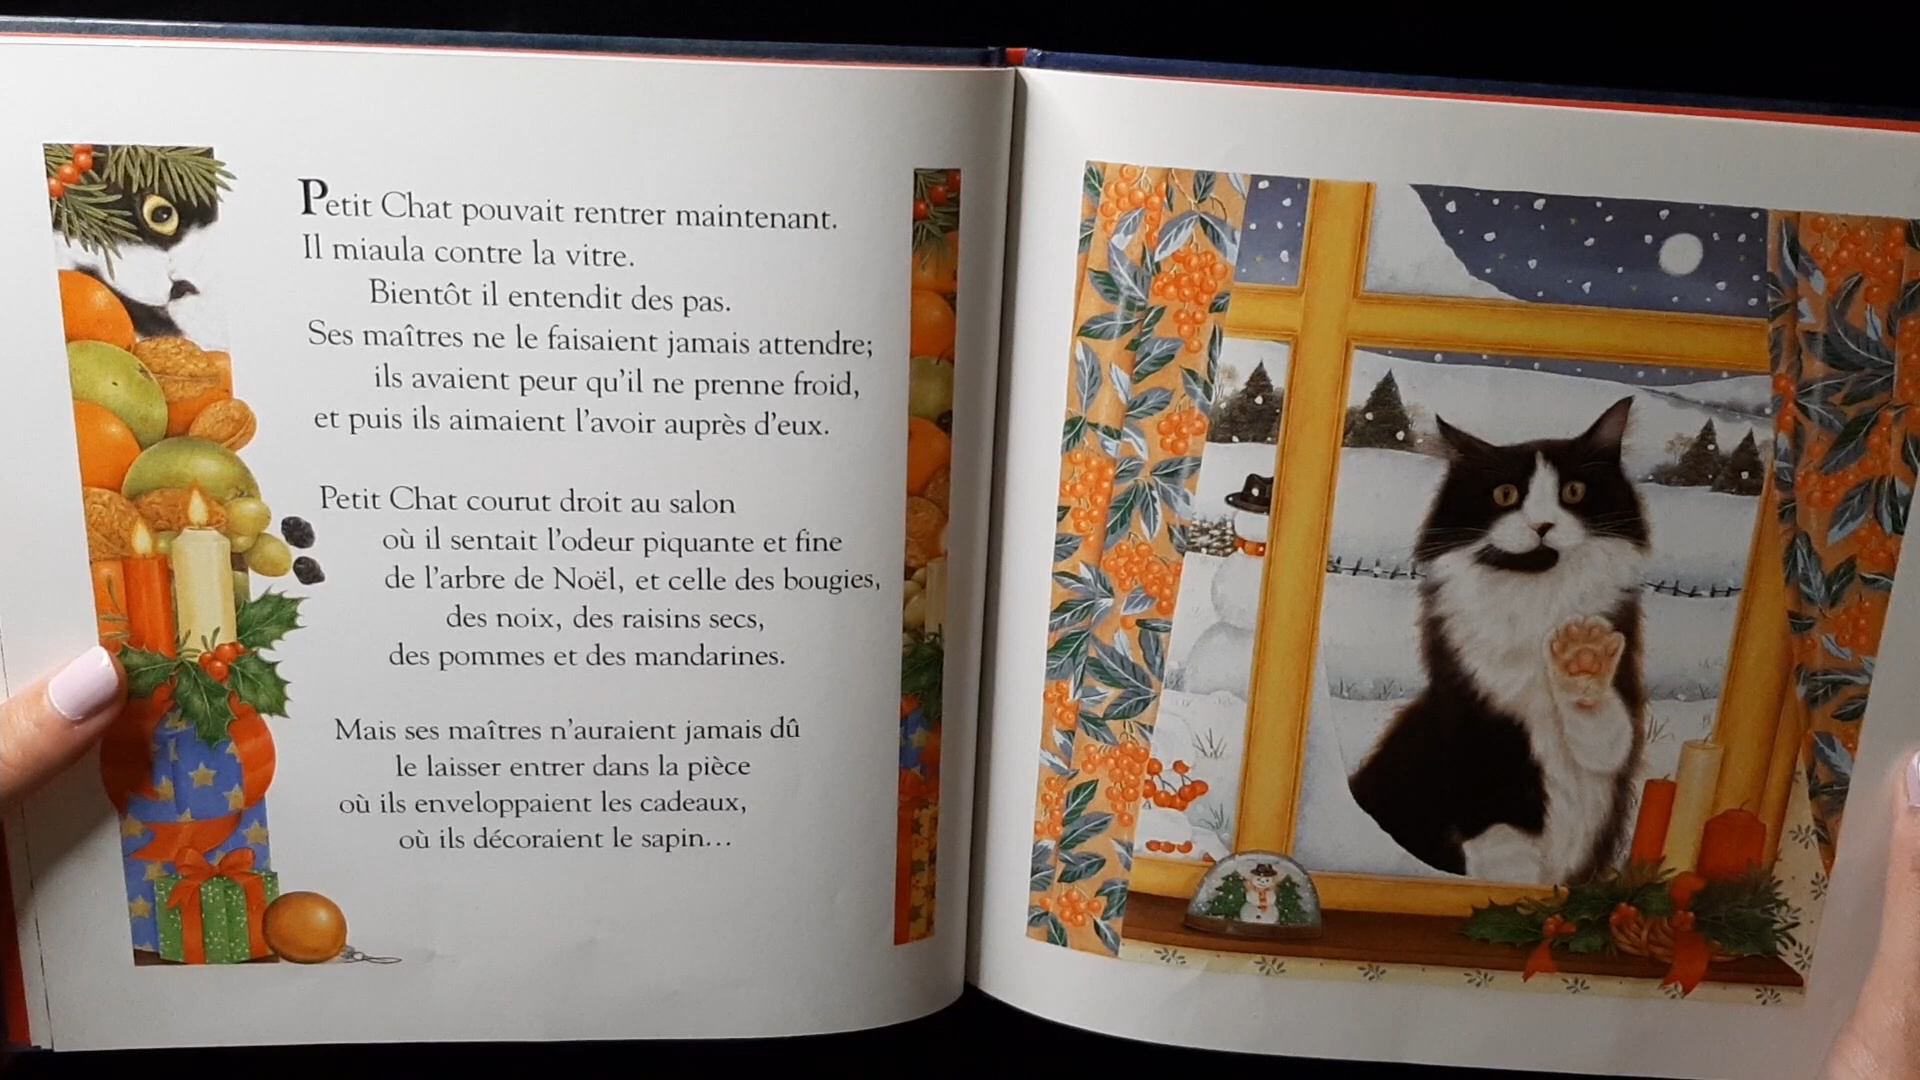 Petit Chat pouvait rentrer maintenant.
Il miaula contre la vitre.
Bientôt il entendit des pas.
Ses maîtres ne le faisaient jamais attendre;
ils avaient peur qu'il ne prenne froid,
et puis ils aimaient l'avoir auprès d'eux.
Petit Chat courut droit au salon
où il sentait l'odeur piquante et fine
de l'arbre de Noël, et celle des bougies,
des noix, des raisins secs,
des pommes et des mandarines.
Mais ses maîtres n'auraient jamais dû
le laisser entrer dans la pièce
où ils enveloppaient les cadeaux,
où ils décoraient le sapin...